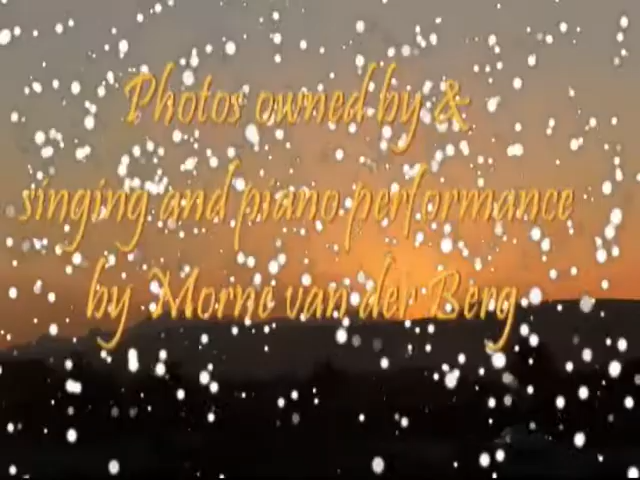 Photos owned by &
singing and piano performance
by Morne van der Berg